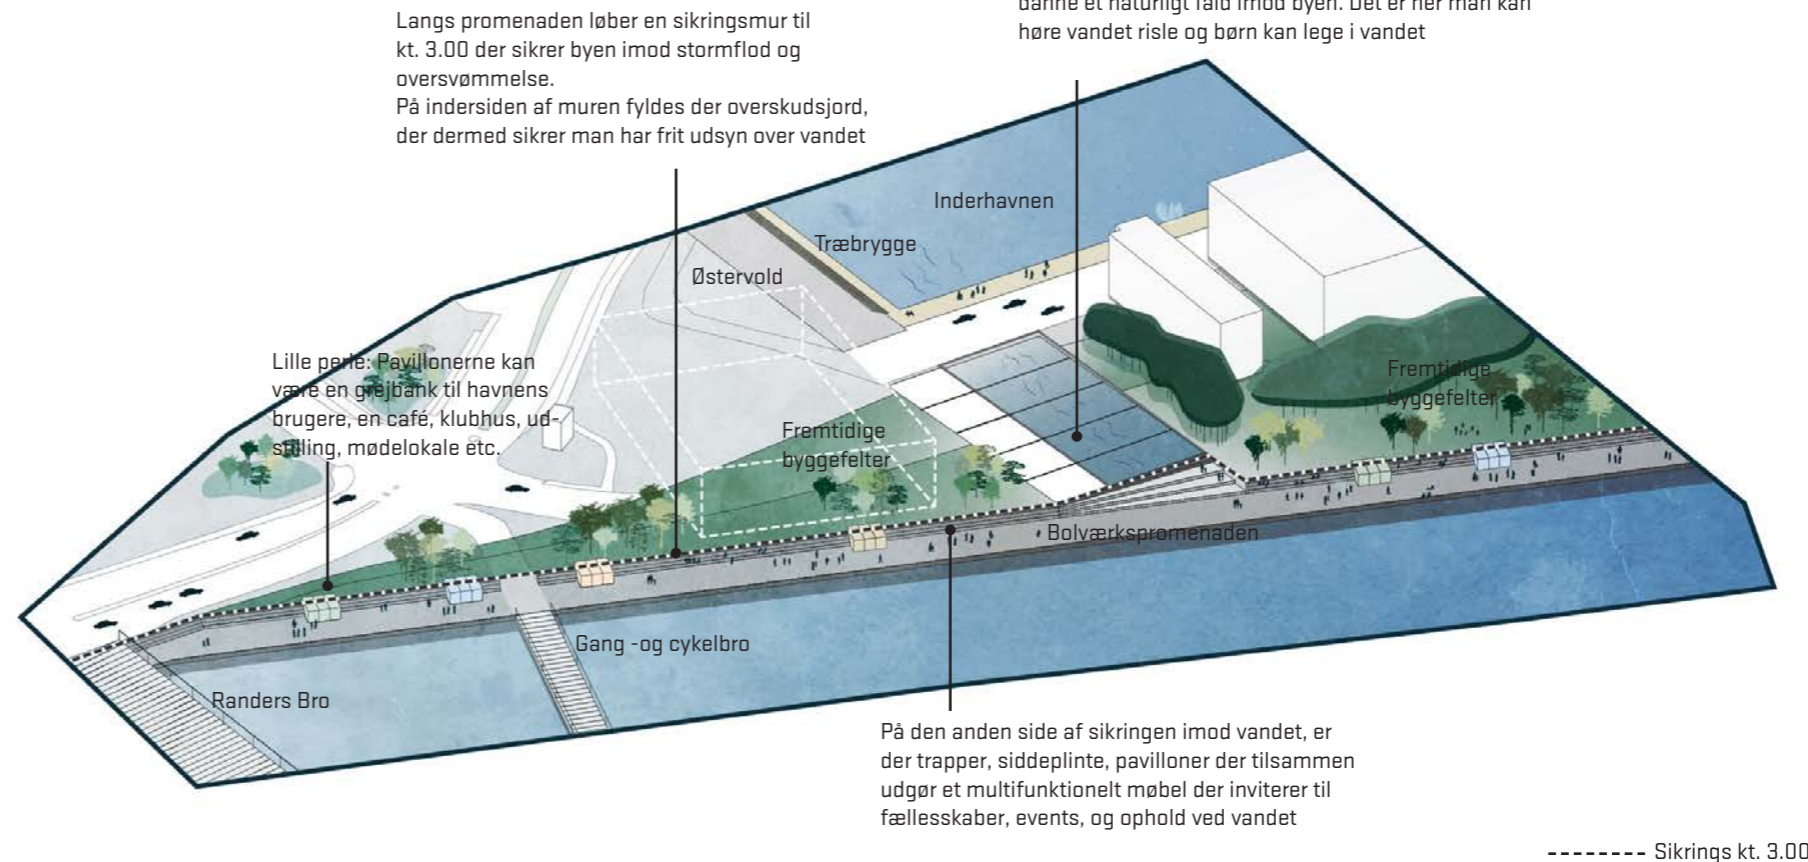 Langs promenaden løber en sikringsmur til
kt. 3.00 der sikrer byen imod stormflod og
oversvømmelse.
På indersiden af muren fyldes der overskudsjord,
der dermed sikrer man har frit udsyn over vandet
danne et naturligt fald imod byen. Det er her man kan
høre vandet risle og børn kan lege i vandet
Inderhavnen
Træbrygge
Østervold
Lille perle: Pavillonerne kan
være en grejbank til havnens
brugere, en café, klubhus, ud-
stilling, mødelokale etc.
Fremtidige
byggefelter
Fremtidige
byggefelter
Bolværkspromenaden
Gang -og cykelbro
Randers Bro
På den anden side af sikringen imod vandet, er
der trapper, siddeplinte, pavilloner der tilsammen
udgør et multifunktionelt møbel der inviterer til
fællesskaber, events, og ophold ved vandet
Sikrings kt. 3.00